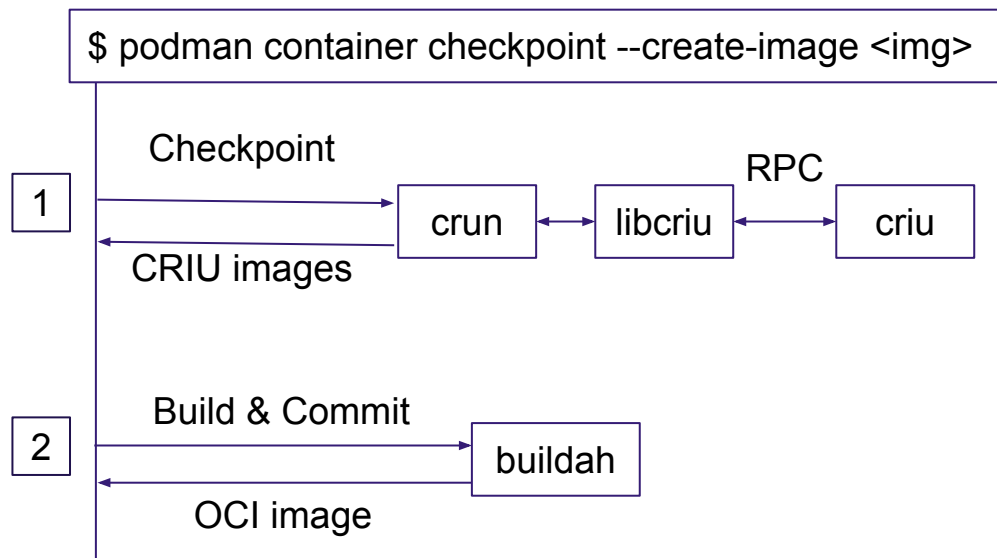 $ podman container checkpoint --create-image <img>
Checkpoint
RPC
1
crun
libcriu
criu
CRIU images
Build & Commit
2
buildah
OCI image